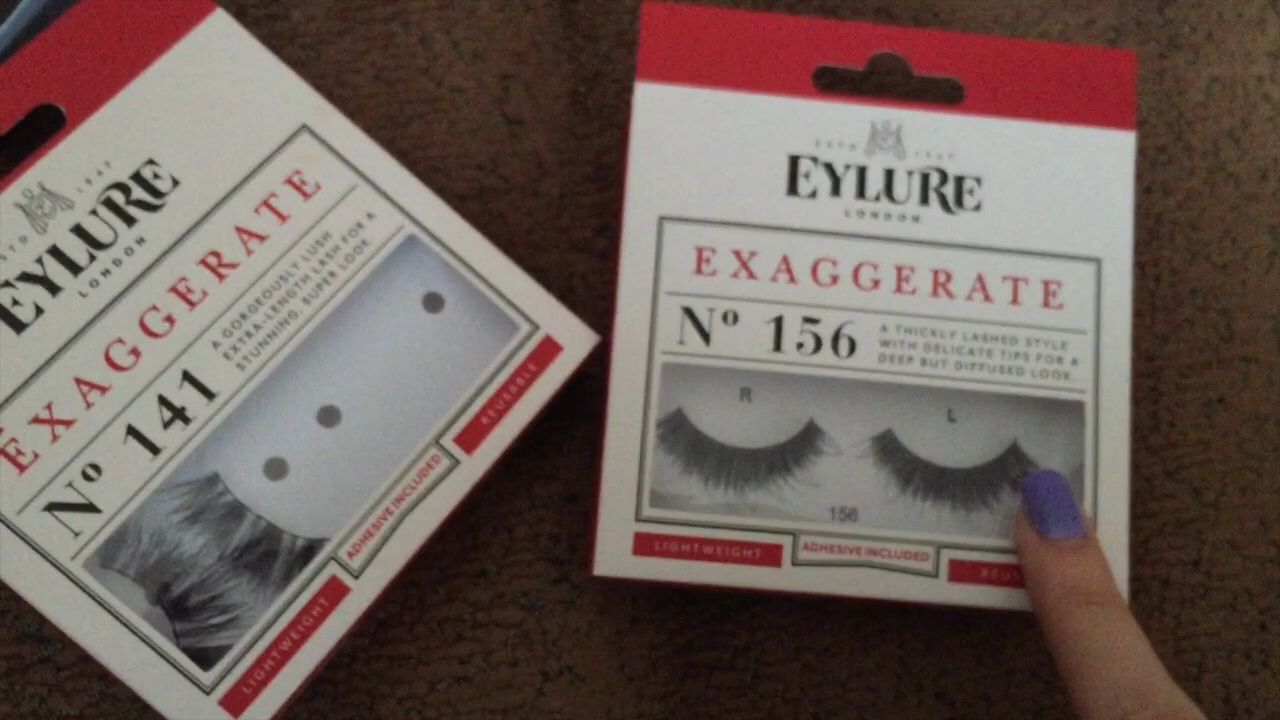 ESTD 1947
EYLURE
LONDON
EXAGGERATE
Nº 141
A GORGEOUSLY LUSH
EXTRA-LENGTH LASH FOR A
STUNNING, SUPER LOOK.
LIGHTWEIGHT
ADHESIVE INCLUDED
REUSABLE
ESTD 1947
EYLURE
LONDON
EXAGGERATE
Nº 156
A THICKLY LASHED STYLE
WITH DELICATE TIPS FOR A
DEEP BUT DIFFUSED LOOK.
R L
156
LIGHTWEIGHT
ADHESIVE INCLUDED